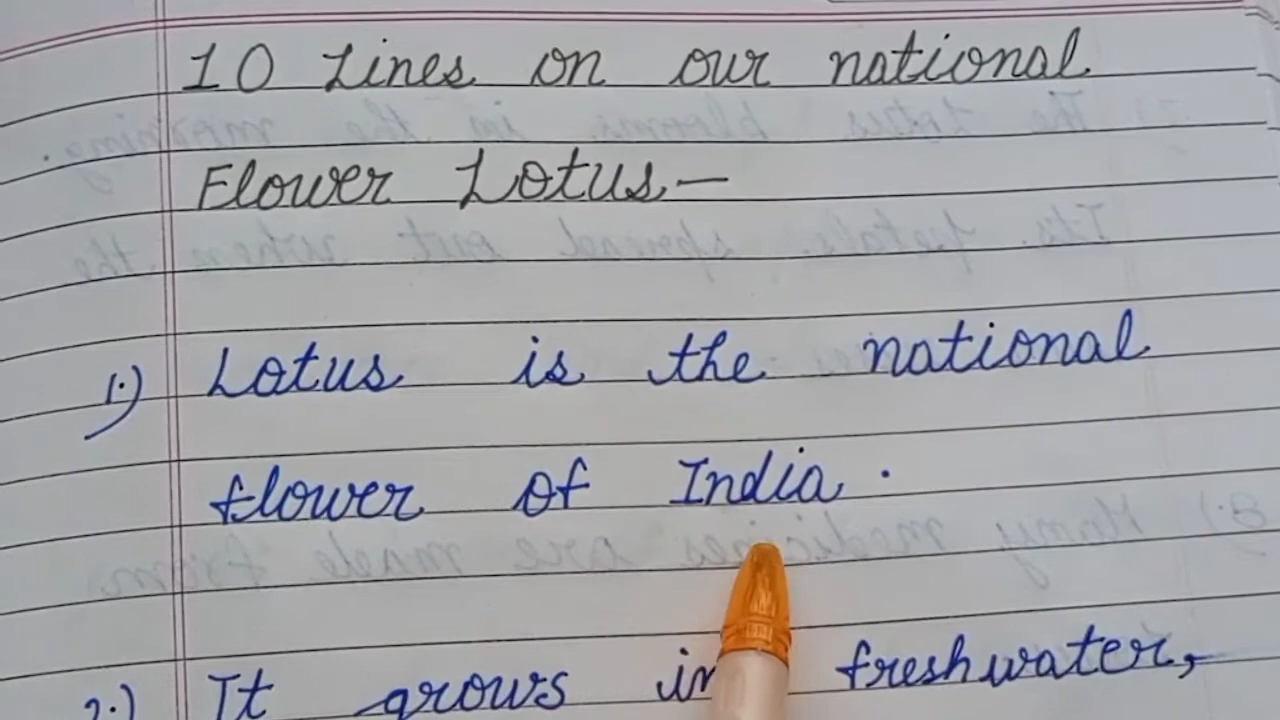 10 Lines on our national
Flower Lotus—
1.) Lotus is the national
flower of India.
2.) It grows in freshwater,